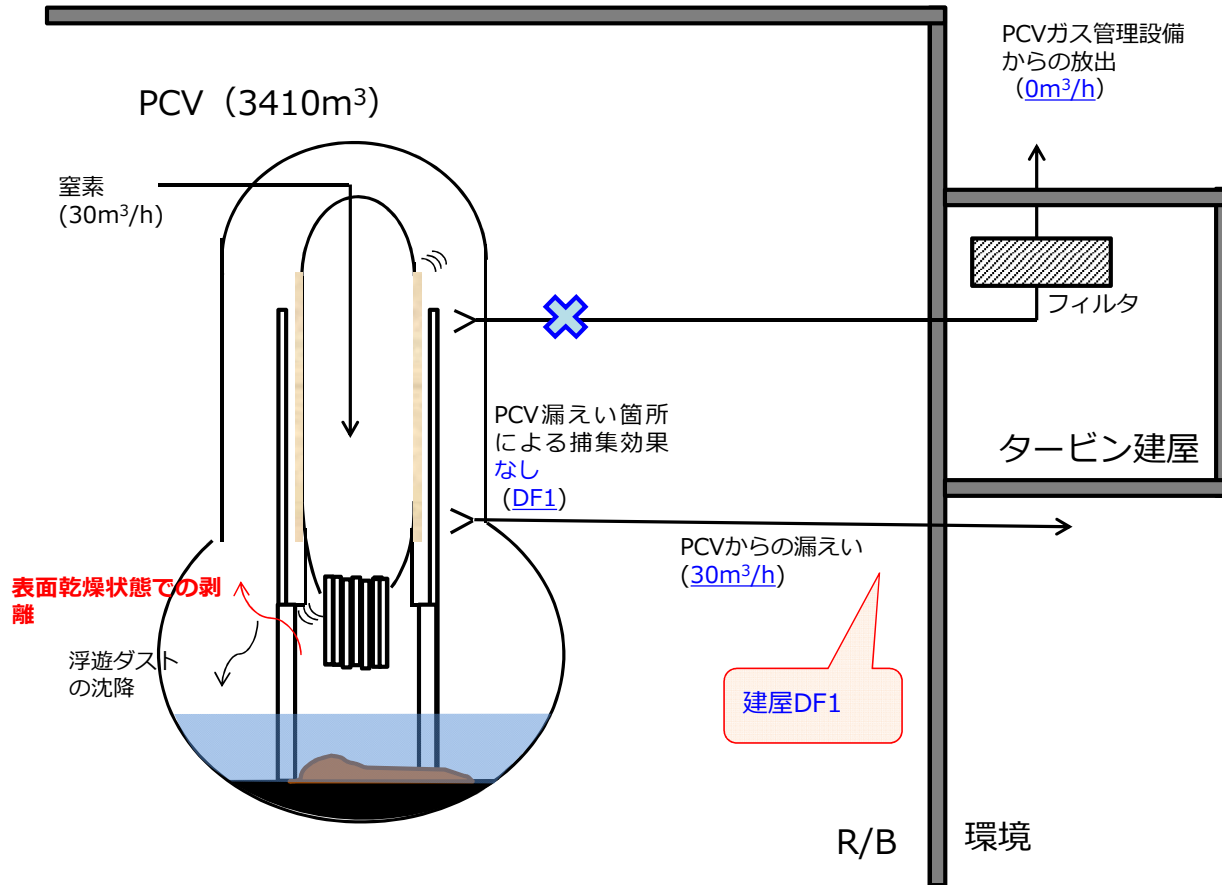 PCVガス管理設備
からの放出
（0m³/h）
PCV（3410m³）
窒素
(30m³/h)
フィルタ
PCV漏えい箇所
による捕集効果
なし
（DF1）
タービン建屋
PCVからの漏えい
(30m³/h)
表面乾燥状態での剥
離
浮遊ダスト
の沈降
建屋DF1
R/B
環境